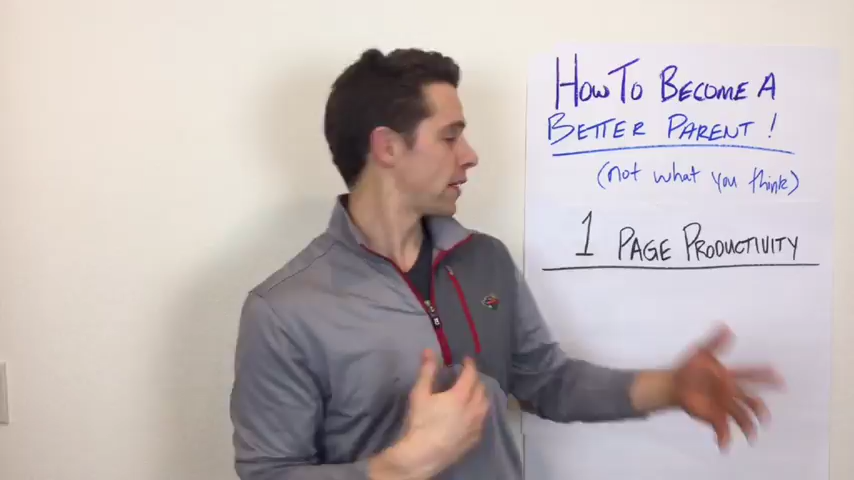 How To Become A
Better Parent!
(not what you think)
1 Page Productivity